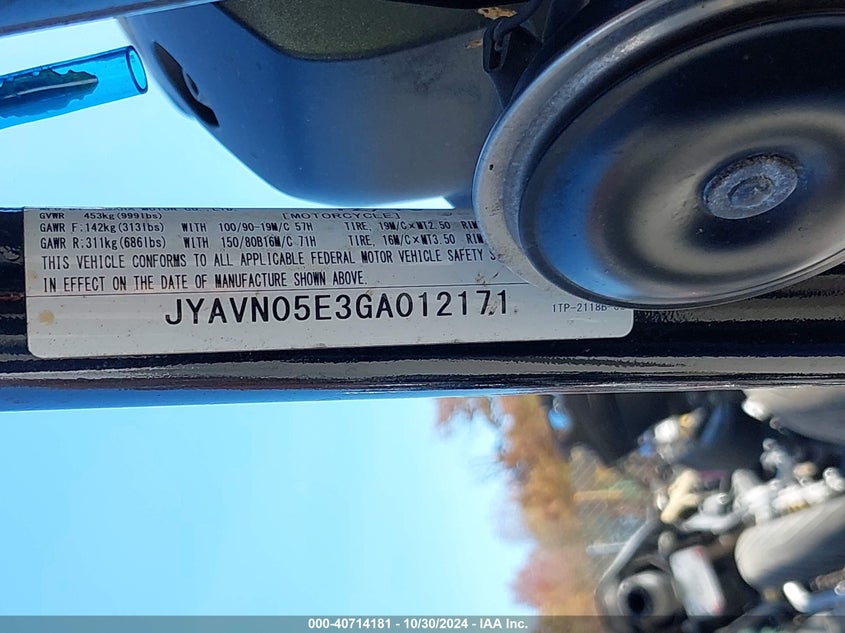 GVWR 453kg (999lbs) [MOTORCYCLE]
GAWR F:142kg (313lbs) WITH 100/90-19M/C 57H TIRE, 19M/C×MT2.50 RIM
GAWR R:311kg (686lbs) WITH 150/80B16M/C 71H TIRE, 16M/C×MT3.50 RIM
THIS VEHICLE CONFORMS TO ALL APPLICABLE FEDERAL MOTOR VEHICLE SAFETY
IN EFFECT ON THE DATE OF MANUFACTURE SHOWN ABOVE.
JYAVN05E3GA012171
1TP-2118B
000-40714181 - 10/30/2024 - IAA Inc.